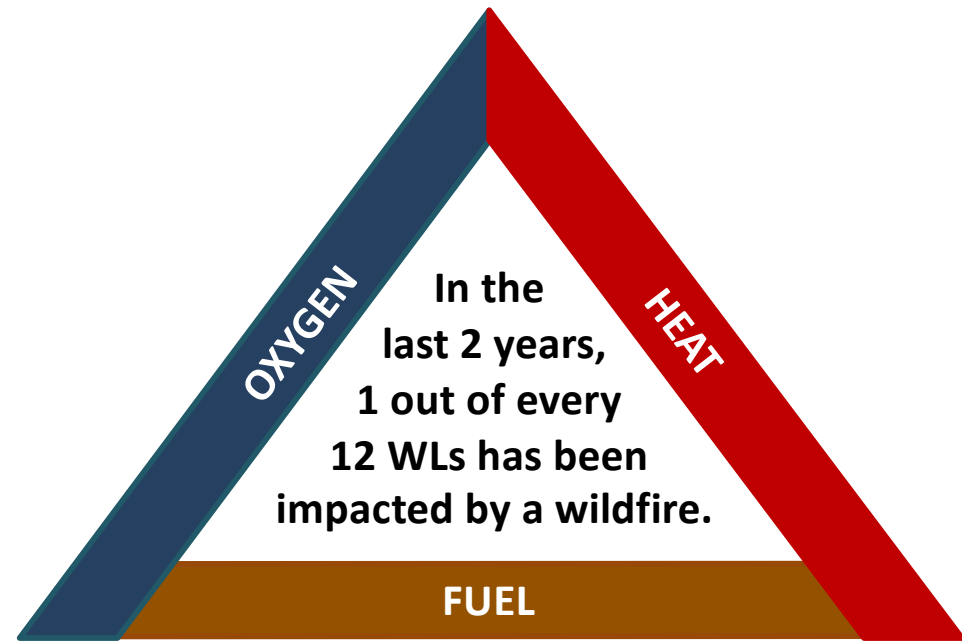 OXYGEN
HEAT
In the
last 2 years,
1 out of every
12 WLs has been
impacted by a wildfire.
FUEL